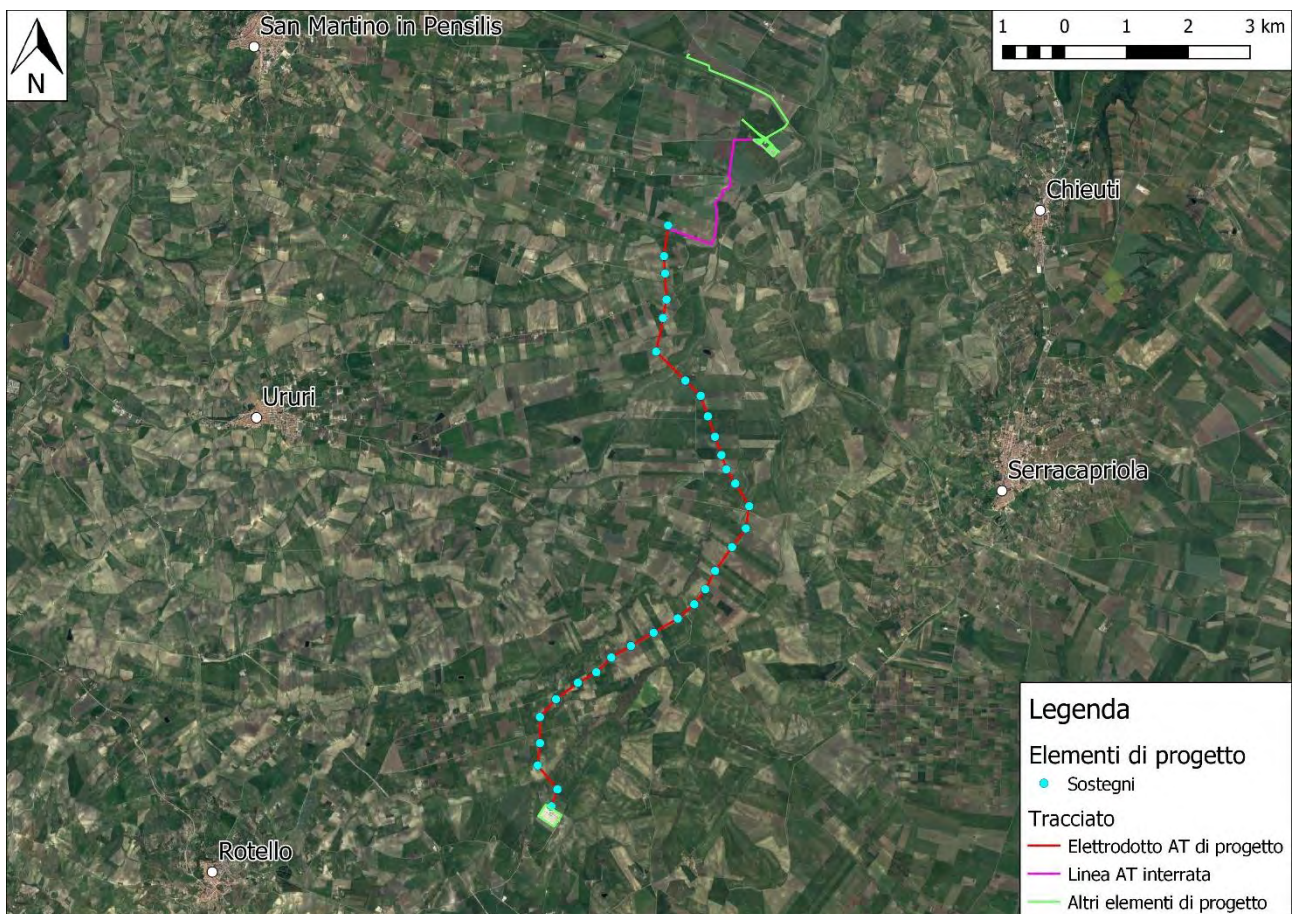 San Martino in Pensilis
1 0 1 2 3 km
N
Chieuti
Ururi
Serracapriola
Rotello
Legenda
Elementi di progetto
Sostegni
Tracciato
Elettrodotto AT di progetto
Linea AT interrata
Altri elementi di progetto